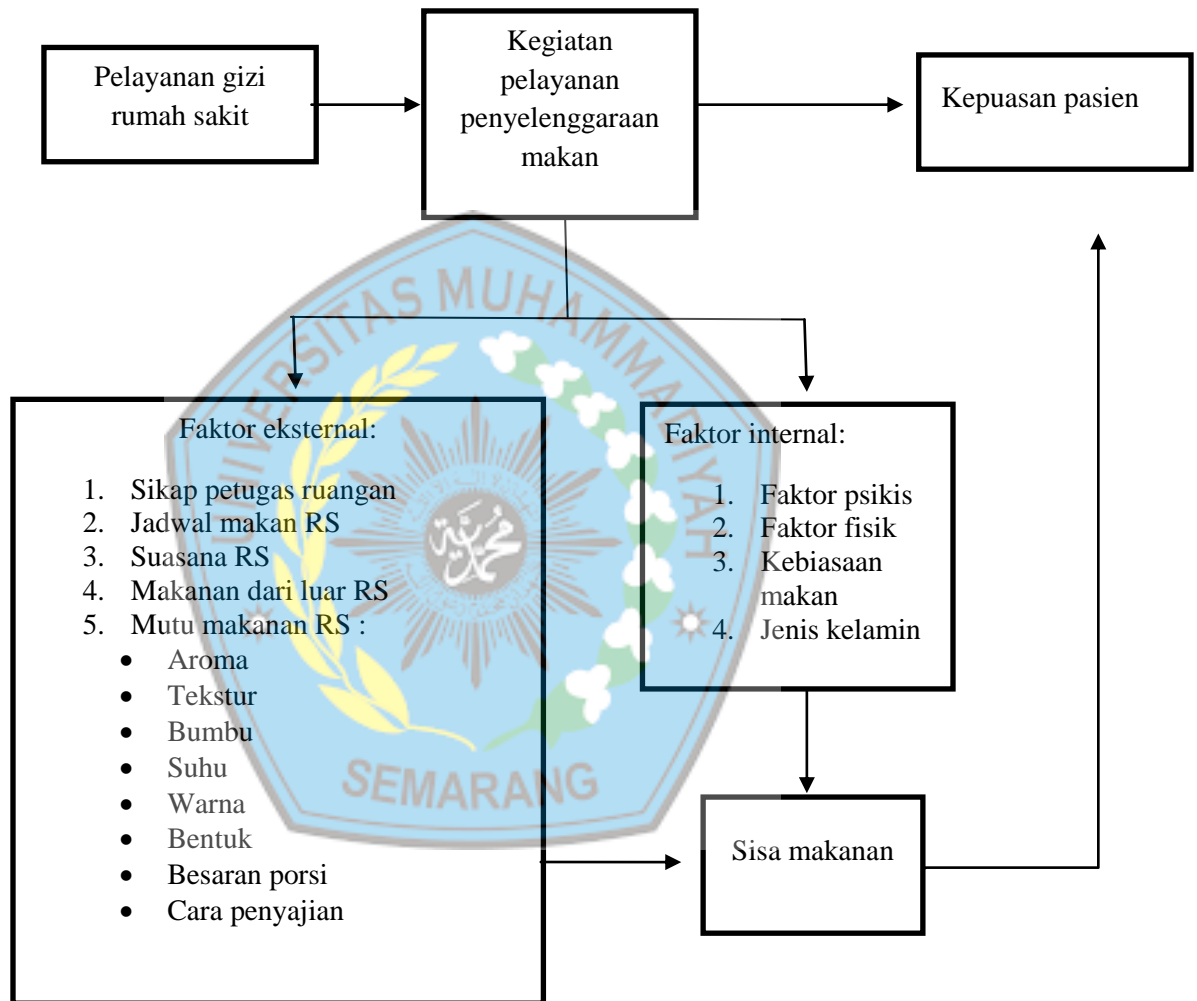 Pelayanan gizi
rumah sakit
Kegiatan
pelayanan
penyelenggaraan
makan
Kepuasan pasien
Faktor eksternal:
1. Sikap petugas ruangan
2. Jadwal makan RS
3. Suasana RS
4. Makanan dari luar RS
5. Mutu makanan RS :
• Aroma
• Tekstur
• Bumbu
• Suhu
• Warna
• Bentuk
• Besaran porsi
• Cara penyajian
Faktor internal:
1. Faktor psikis
2. Faktor fisik
3. Kebiasaan
makan
4. Jenis kelamin
Sisa makanan
UNIVERSITAS MUHAMMADIYAH
SEMARANG